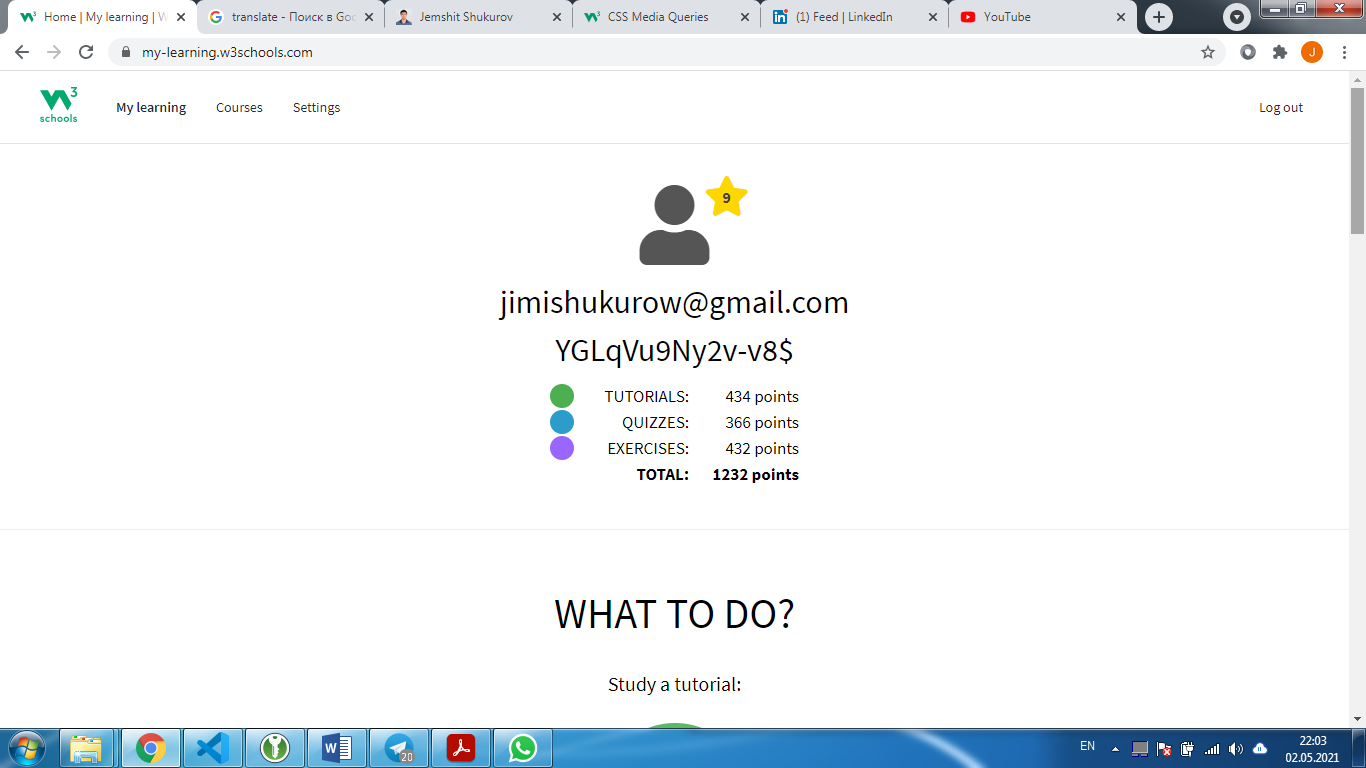 Home | My learning | W
translate - Поиск в Goo
Jemshit Shukurov
CSS Media Queries
(1) Feed | LinkedIn
YouTube
my-learning.w3schools.com
J
W3
schools
My learning
Courses
Settings
Log out
9
jimishukurow@gmail.com
YGLqVu9Ny2v-v8$
TUTORIALS: 434 points
QUIZZES: 366 points
EXERCISES: 432 points
TOTAL: 1232 points
WHAT TO DO?
Study a tutorial:
20
EN
22:03
02.05.2021